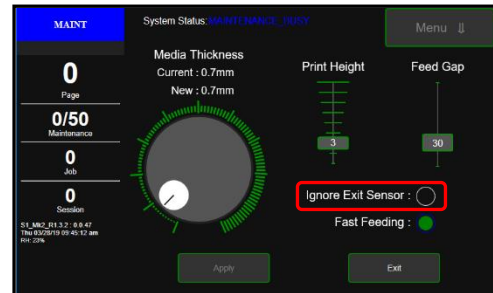 MAINT
System Status: MAINTENANCE_BUSY
Menu ⇓
0
Page
0/50
Maintenance
0
Job
0
Session
S1_Mk2_R1.3.2 : 0.0.47
Thu 03/28/19 09:45:12 am
RH: 23%
Media Thickness
Current : 0.7mm
New : 0.7mm
Print Height
3
Feed Gap
30
Ignore Exit Sensor :
Fast Feeding :
Apply
Exit